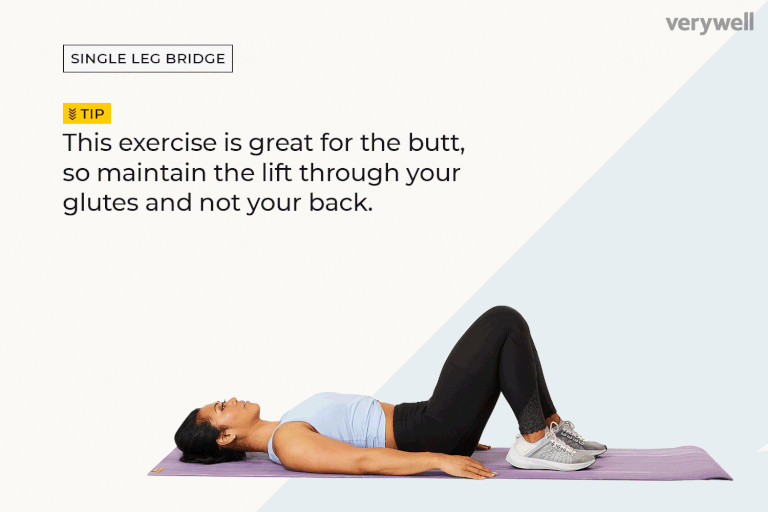 verywell
SINGLE LEG BRIDGE
TIP
This exercise is great for the butt,
so maintain the lift through your
glutes and not your back.